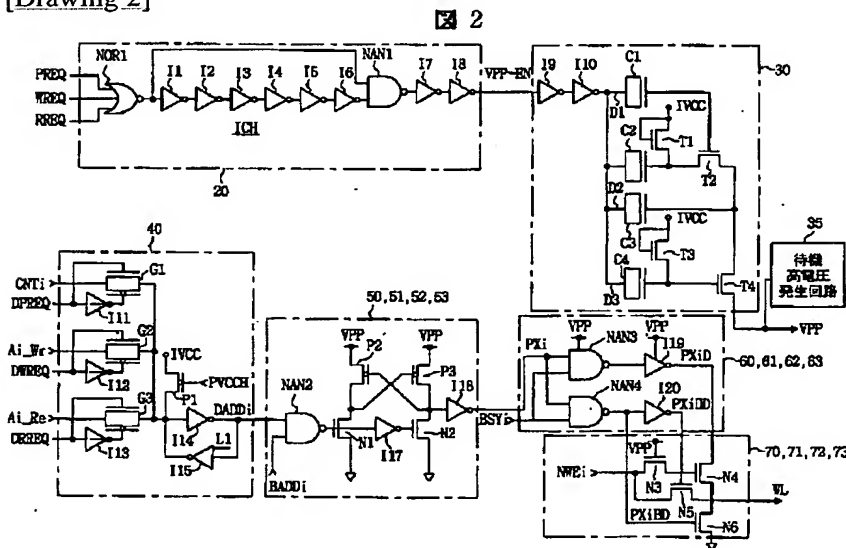 [Drawing 2]
図 2
NOR1
PREQ
WREQ
RREQ
I1
I2
I3
I4
I5
I6
NAN1
I7
I8
ICH
20
VPP-EN
I9
I10
C1
30
D1
IVCC
C2
T1
T2
D2
C3
IVCC
T3
C4
D3
T4
35
待機
高電圧
発生回路
VPP
40
CNTi
G1
DPREQ
I11
Ai_Wr
G2
DWREQ
I12
IVCC
Ai_Re
G3
P1
PVCCH
DRREQ
I13
I14
DADDi
L1
I15
50,51,52,53
VPP
VPP
P2
P3
NAN2
I18
N1
I17
N2
BADDi
PXi
VPP
VPP
NAN3
I19
PXiD
60,61,62,63
NAN4
I20
BSYi
PXiDD
70,71,72,73
VPP
NWEi
N3
N4
N5
WL
PXiBD
N6